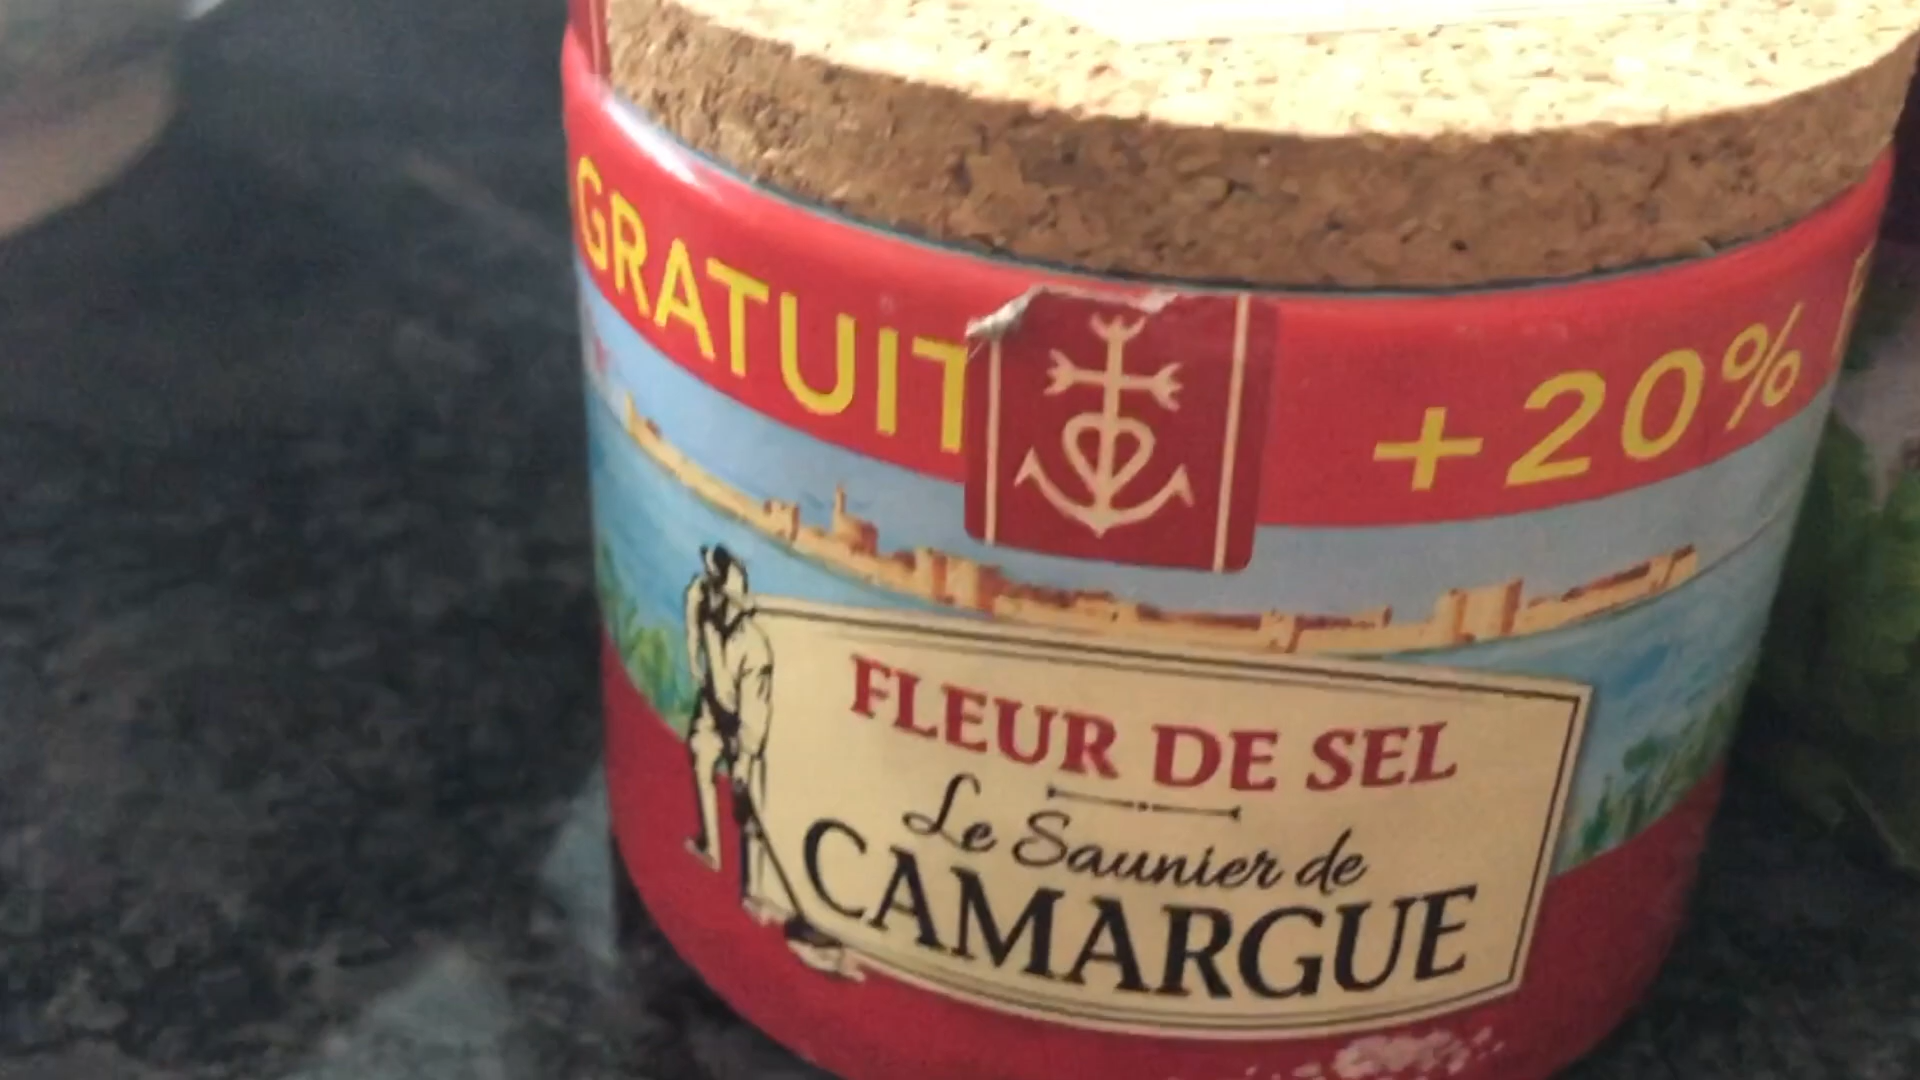 GRATUIT
+20%
FLEUR DE SEL
Le Saunier de
CAMARGUE